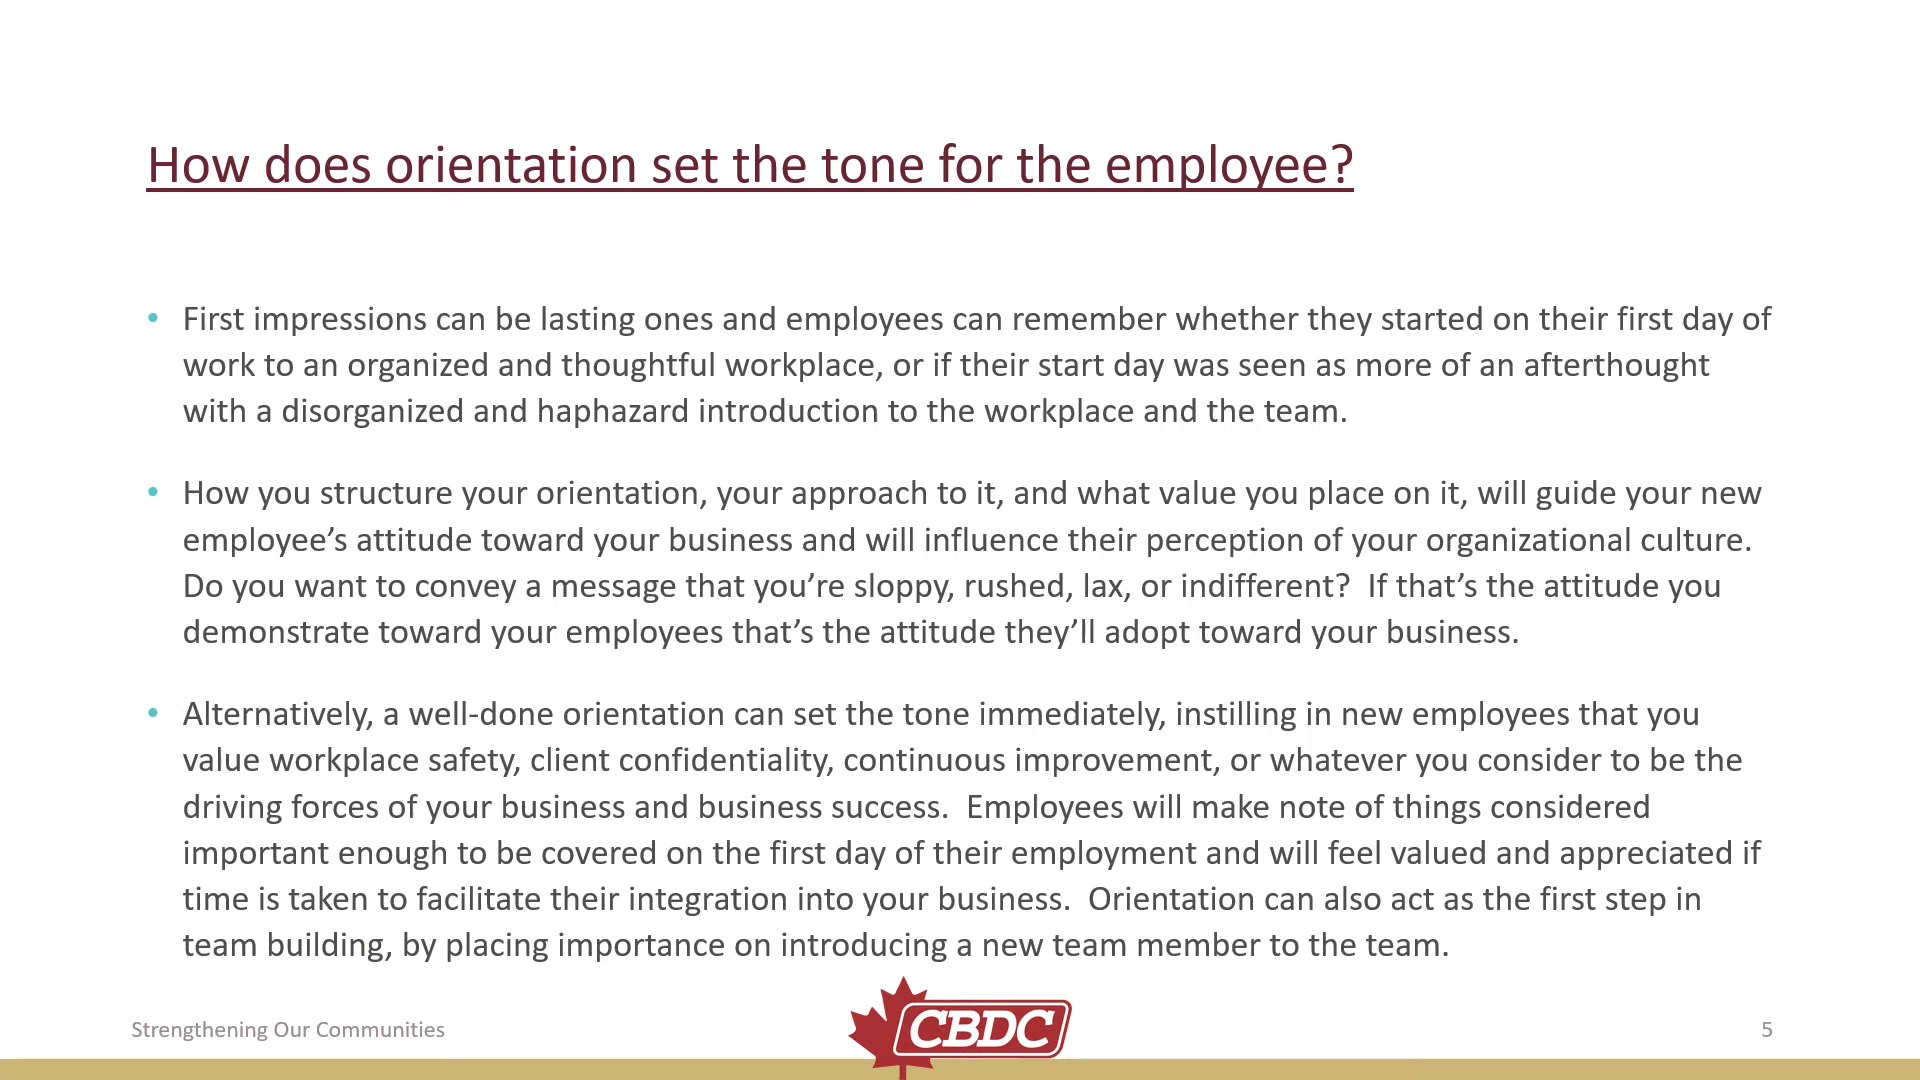 How does orientation set the tone for the employee?
• First impressions can be lasting ones and employees can remember whether they started on their first day of
work to an organized and thoughtful workplace, or if their start day was seen as more of an afterthought
with a disorganized and haphazard introduction to the workplace and the team.
• How you structure your orientation, your approach to it, and what value you place on it, will guide your new
employee’s attitude toward your business and will influence their perception of your organizational culture.
Do you want to convey a message that you’re sloppy, rushed, lax, or indifferent?  If that’s the attitude you
demonstrate toward your employees that’s the attitude they’ll adopt toward your business.
• Alternatively, a well-done orientation can set the tone immediately, instilling in new employees that you
value workplace safety, client confidentiality, continuous improvement, or whatever you consider to be the
driving forces of your business and business success.  Employees will make note of things considered
important enough to be covered on the first day of their employment and will feel valued and appreciated if
time is taken to facilitate their integration into your business.  Orientation can also act as the first step in
team building, by placing importance on introducing a new team member to the team.
Strengthening Our Communities
CBDC
5